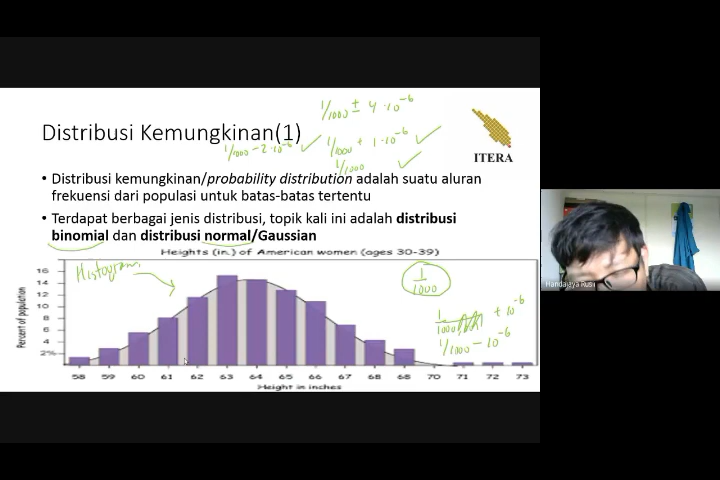 1/1000 ± 4 · 10⁻⁶
Distribusi Kemungkinan(1)
1/1000 − 2 · 10⁻⁶ ✓
1/1000 + 1 · 10⁻⁶ ✓
1/1000 ✓
ITERA
• Distribusi kemungkinan/probability distribution adalah suatu aluran
frekuensi dari populasi untuk batas-batas tertentu
• Terdapat berbagai jenis distribusi, topik kali ini adalah distribusi
binomial dan distribusi normal/Gaussian
Heights (in.) of American women (ages 30-39)
Histogram
1/1000
1/1000 + 10⁻⁶
1/1000 − 10⁻⁶
Percent of population
16
14
12
10
8
6
4
2%
58 59 60 61 62 63 64 65 66 67 68 69 70 71 72 73
Height in inches
Handajaya Rusli